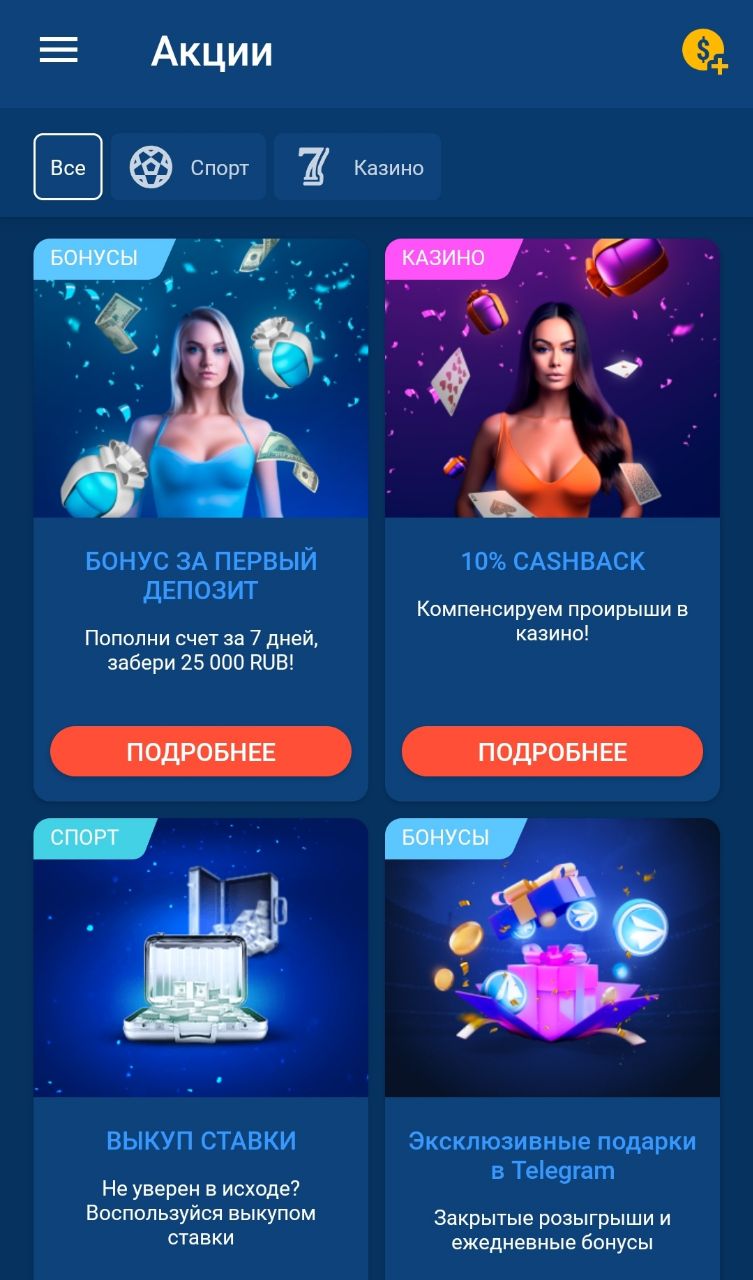 Акции
Все
Спорт
Казино
БОНУСЫ
БОНУС ЗА ПЕРВЫЙ
ДЕПОЗИТ
Пополни счет за 7 дней,
забери 25 000 RUB!
ПОДРОБНЕЕ
КАЗИНО
10% CASHBACK
Компенсируем проирыши в
казино!
ПОДРОБНЕЕ
СПОРТ
ВЫКУП СТАВКИ
Не уверен в исходе?
Воспользуйся выкупом
ставки
БОНУСЫ
Эксклюзивные подарки
в Telegram
Закрытые розыгрыши и
ежедневные бонусы